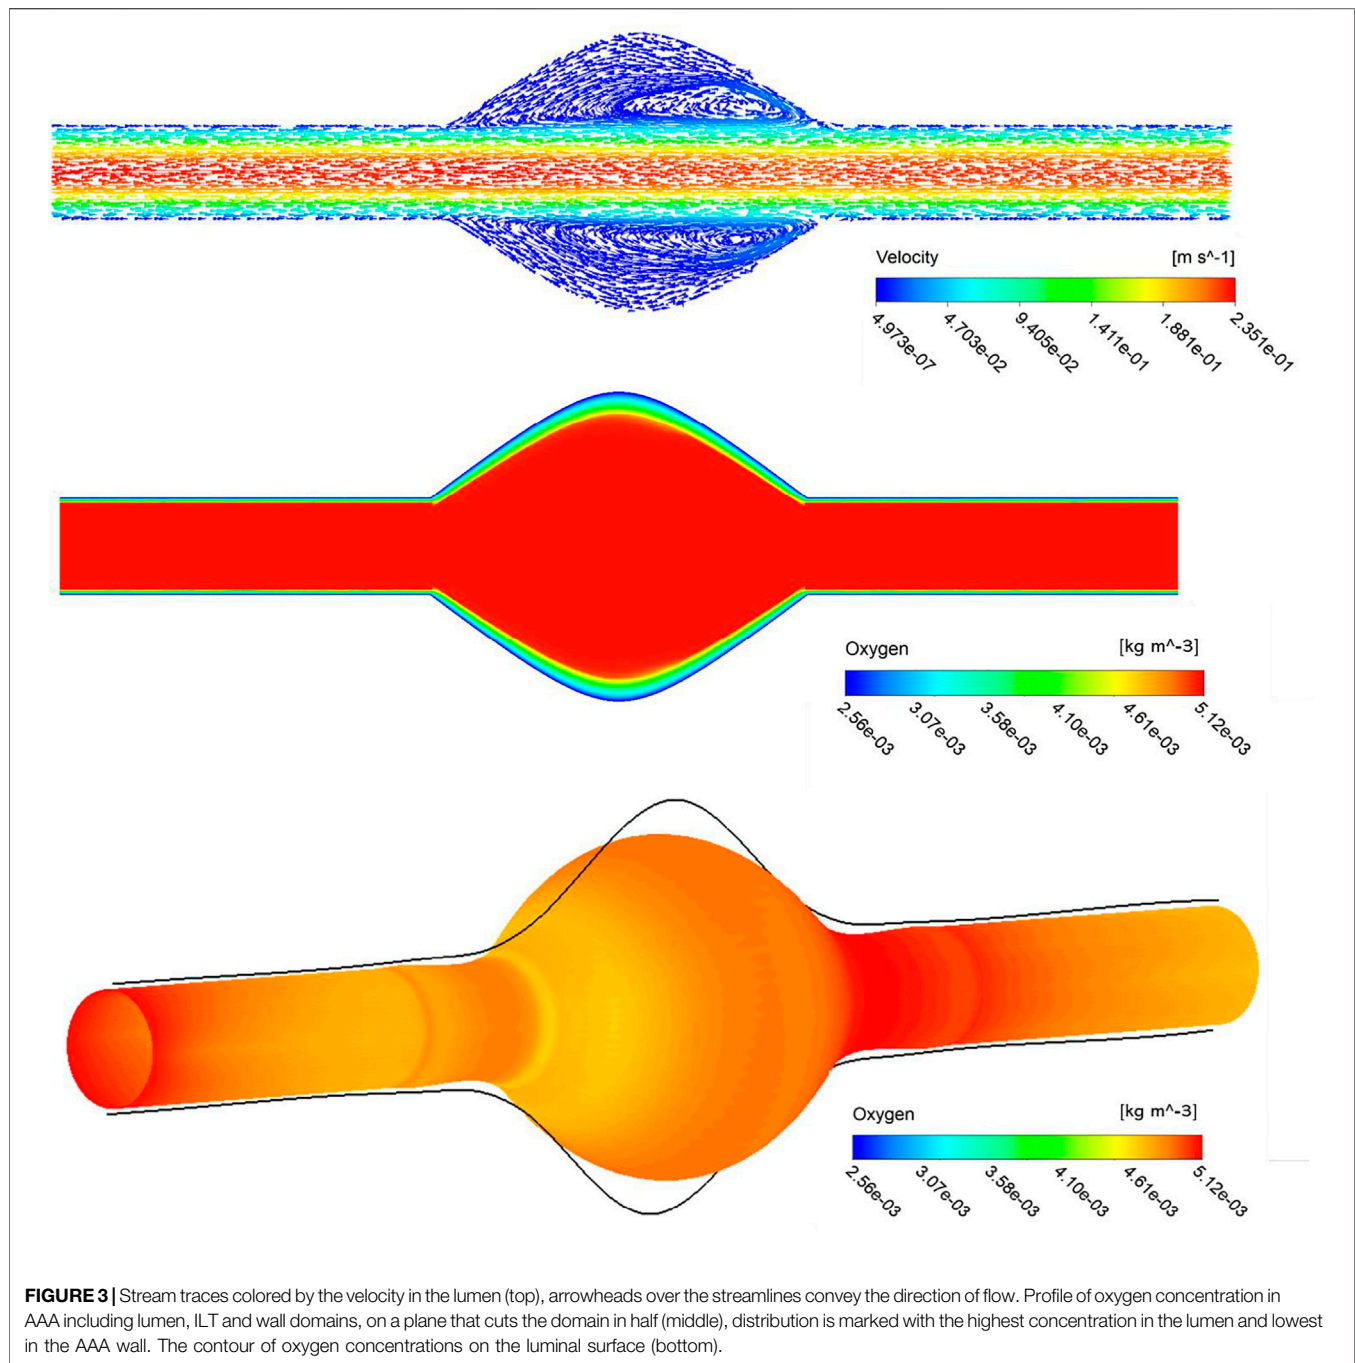 Velocity [m s^-1]
4.973e-07 4.703e-02 9.405e-02 1.411e-01 1.881e-01 2.351e-01
Oxygen [kg m^-3]
2.56e-03 3.07e-03 3.58e-03 4.10e-03 4.61e-03 5.12e-03
Oxygen [kg m^-3]
2.56e-03 3.07e-03 3.58e-03 4.10e-03 4.61e-03 5.12e-03
FIGURE 3 | Stream traces colored by the velocity in the lumen (top), arrowheads over the streamlines convey the direction of flow. Profile of oxygen concentration in
AAA including lumen, ILT and wall domains, on a plane that cuts the domain in half (middle), distribution is marked with the highest concentration in the lumen and lowest
in the AAA wall. The contour of oxygen concentrations on the luminal surface (bottom).